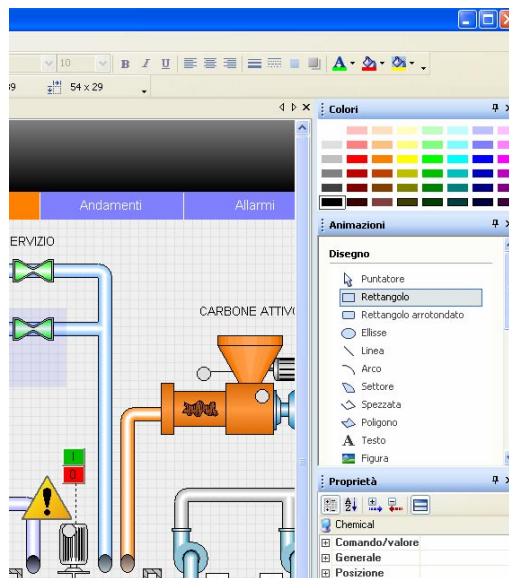 10 B I U A
39 54 x 29
Colori
Andamenti Allarmi
Animazioni
Disegno
Puntatore
Rettangolo
Rettangolo arrotondato
Ellisse
Linea
Arco
Settore
Spezzata
Poligono
A Testo
Figura
ERVIZIO
CARBONE ATTIV
I
0
Proprietà
Chemical
Comando/valore
Generale
Posizione